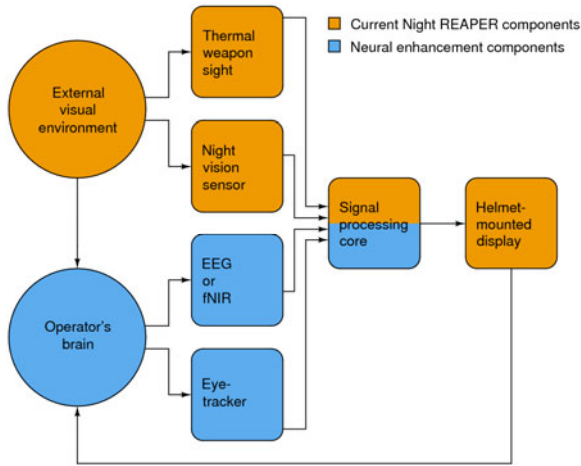 Current Night REAPER components
Neural enhancement components
Thermal
weapon
sight
External
visual
environment
Night
vision
sensor
Signal
processing
core
Helmet-
mounted
display
EEG
or
fNIR
Operator's
brain
Eye-
tracker